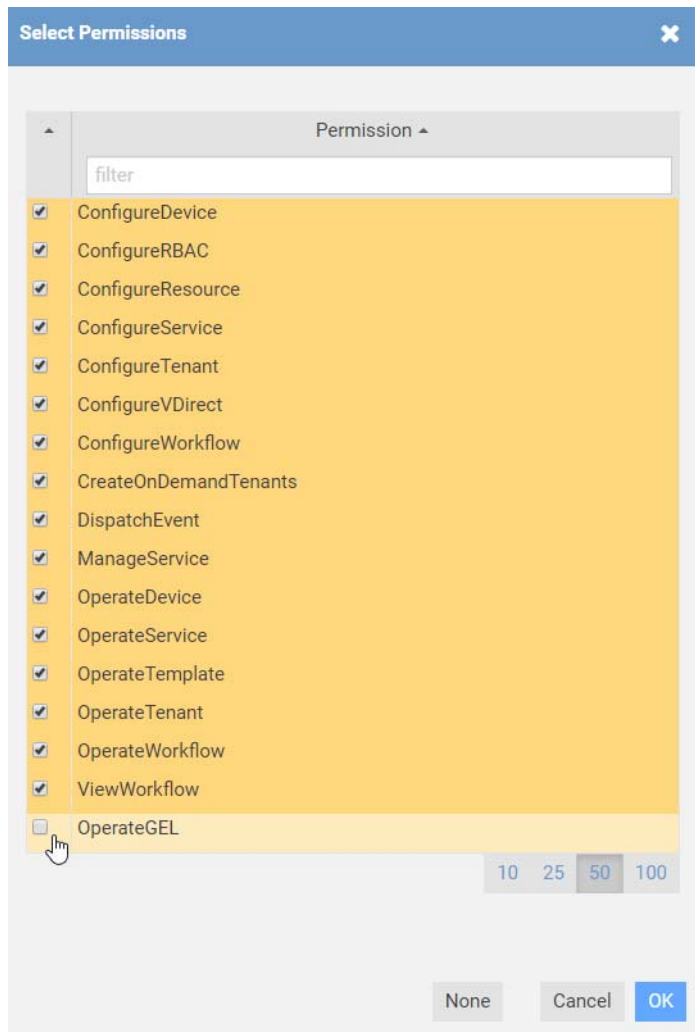 Select Permissions
Permission
filter
ConfigureDevice
ConfigureRBAC
ConfigureResource
ConfigureService
ConfigureTenant
ConfigureVDirect
ConfigureWorkflow
CreateOnDemandTenants
DispatchEvent
ManageService
OperateDevice
OperateService
OperateTemplate
OperateTenant
OperateWorkflow
ViewWorkflow
OperateGEL
10 25 50 100
None Cancel OK